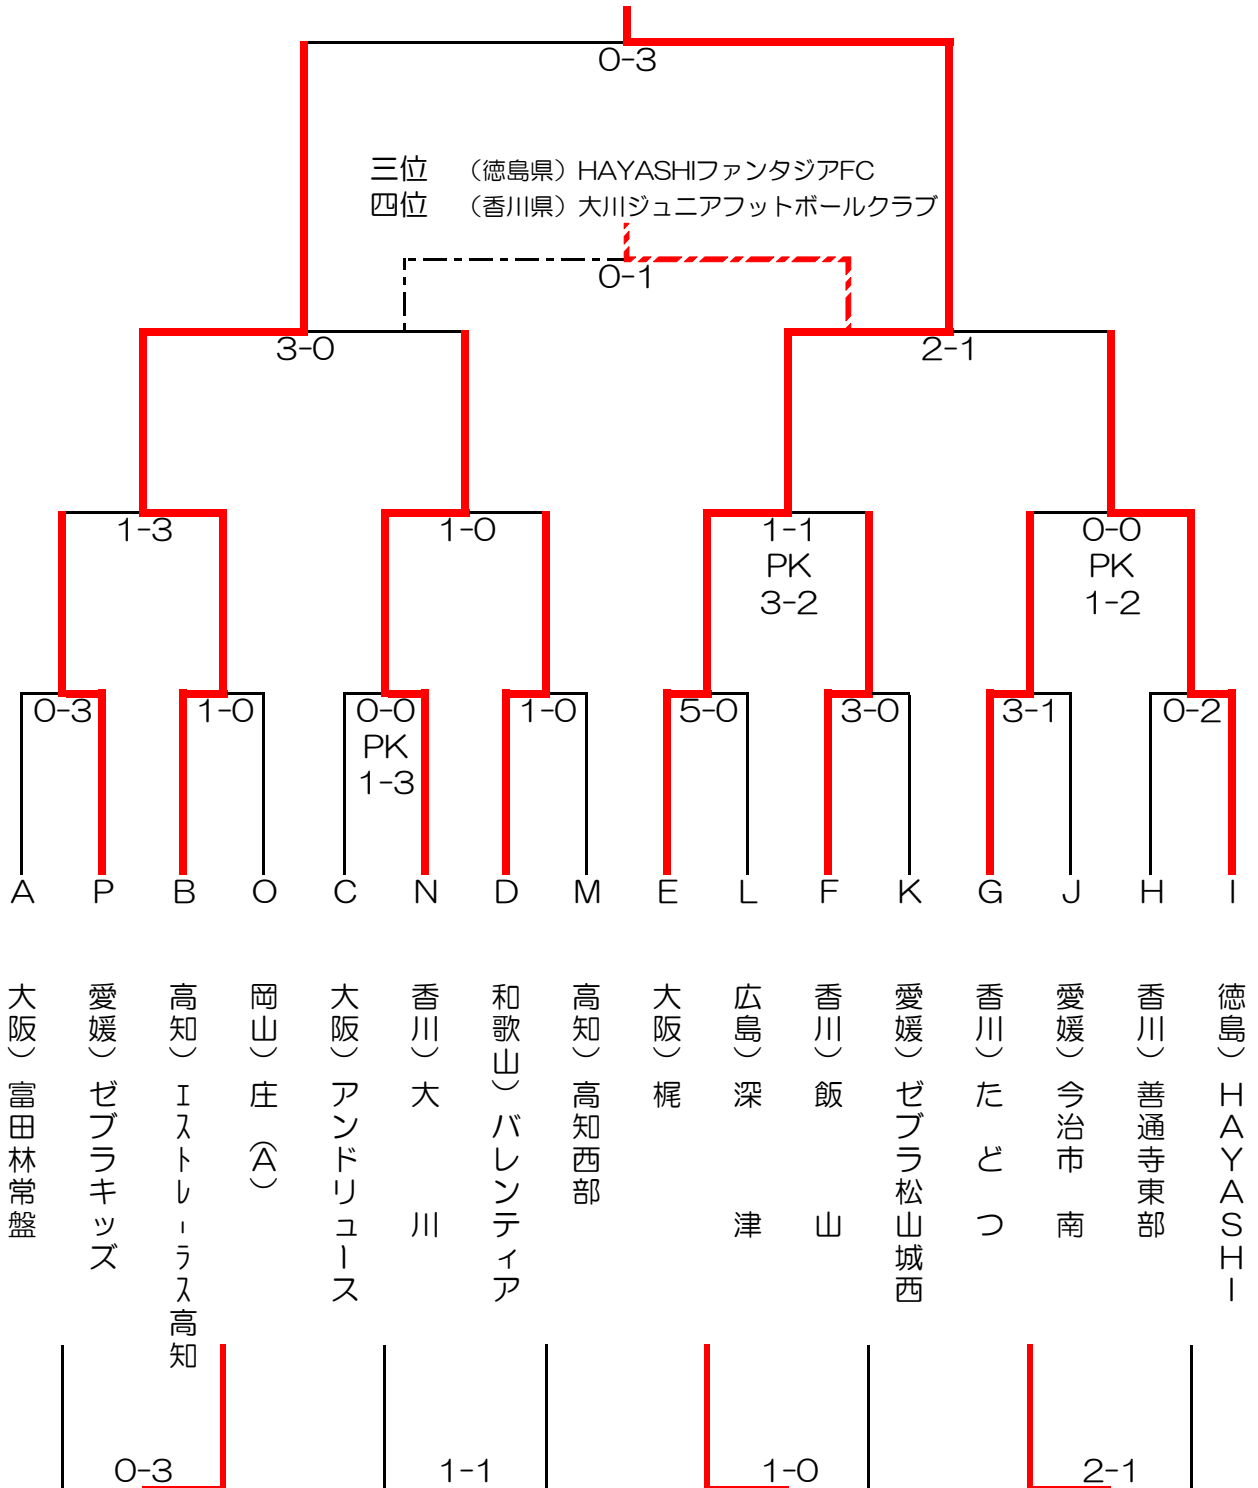 0-3
三位 （徳島県）HAYASHIファンタジアFC
四位 （香川県）大川ジュニアフットボールクラブ
0-1
3-0
2-1
1-3
1-0
1-1
PK
3-2
0-0
PK
1-2
0-3
1-0
0-0
PK
1-3
1-0
5-0
3-0
3-1
0-2
A P B O C N D M E L F K G J H I
大阪）富田林常盤
愛媛）ゼブラキッズ
高知）ｴｽﾄﾚｰﾗｽ高知
岡山）庄（A）
大阪）アンドリュース
香川）大川
和歌山）バレンティア
高知）高知西部
大阪）梶
広島）深津
香川）飯山
愛媛）ゼブラ松山城西
香川）たどつ
愛媛）今治市南
香川）善通寺東部
徳島）HAYASHI
0-3
1-1
1-0
2-1